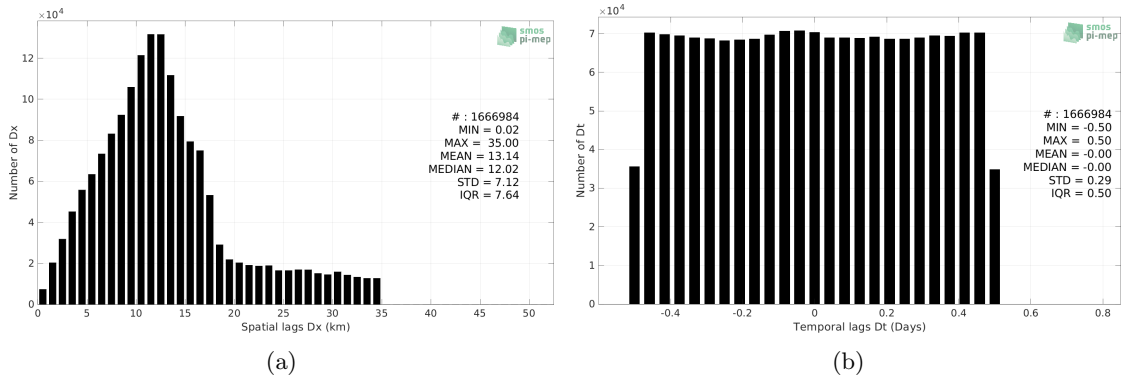 ×10⁴
12
10
8
6
4
2
0
Number of Dx
0 5 10 15 20 25 30 35 40 45 50
Spatial lags Dx (km)
smos
pi-mep
# : 1666984
MIN = 0.02
MAX = 35.00
MEAN = 13.14
MEDIAN = 12.02
STD = 7.12
IQR = 7.64
(a)
×10⁴
7
6
5
4
3
2
1
0
Number of Dt
-0.4 -0.2 0 0.2 0.4 0.6 0.8
Temporal lags Dt (Days)
smos
pi-mep
# : 1666984
MIN = -0.50
MAX = 0.50
MEAN = -0.00
MEDIAN = -0.00
STD = 0.29
IQR = 0.50
(b)